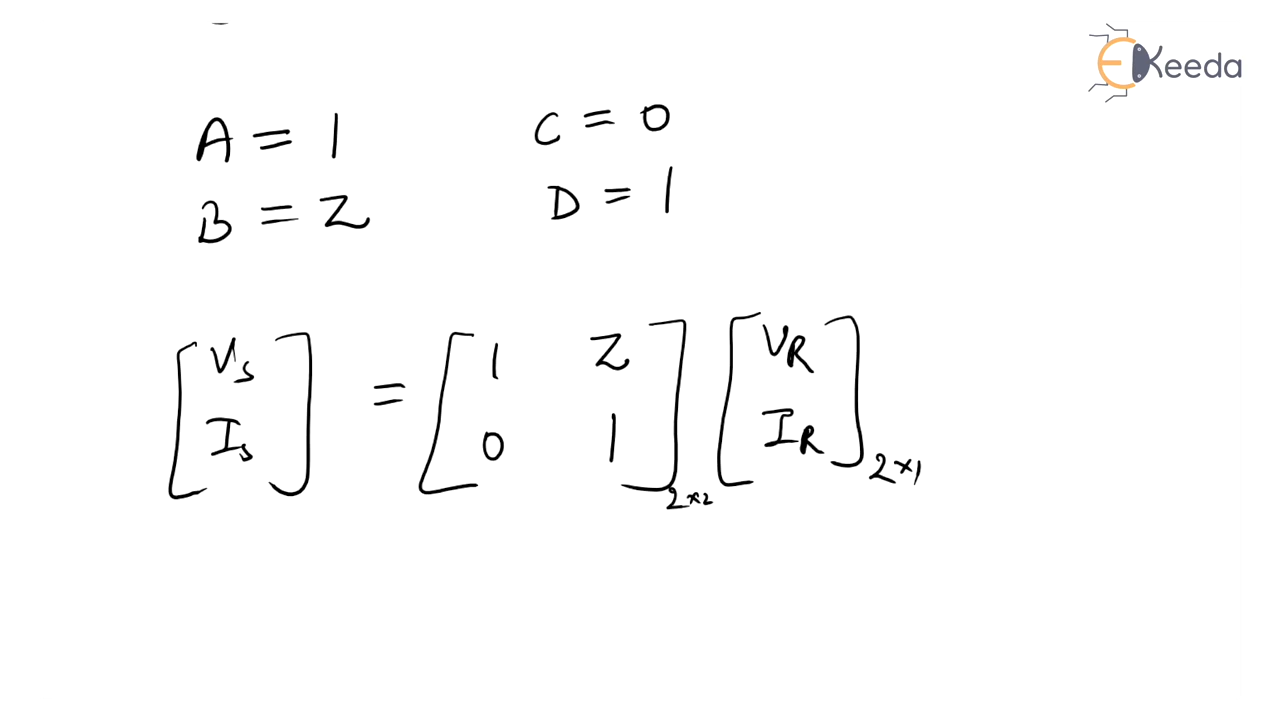 EKeeda
A = 1 C = 0
B = Z D = 1
[Vs Is] = [1 Z 0 1]2×2 [VR IR]2×1